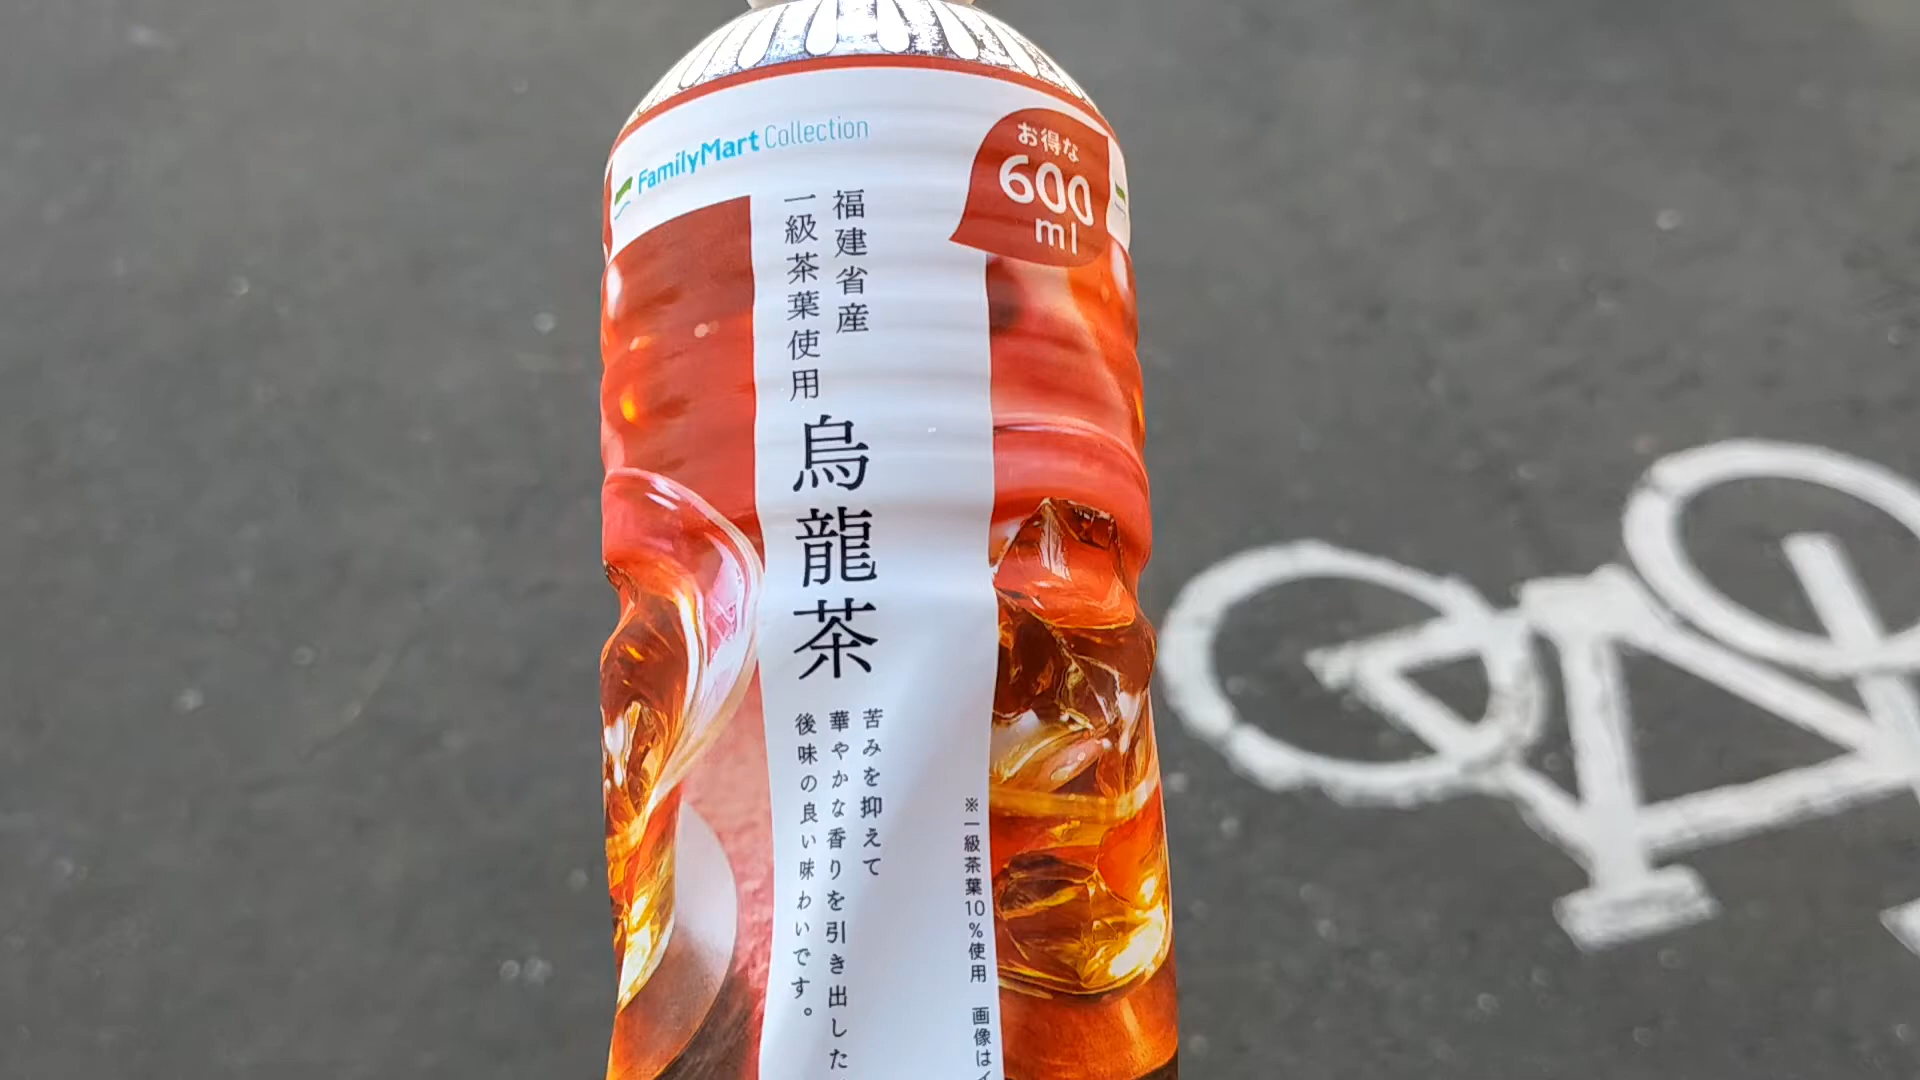 FamilyMart Collection
お得な
600
ml
福建省産
一級茶葉使用
烏龍茶
苦みを抑えて
華やかな香りを引き出した
後味の良い味わいです。
※一級茶葉10%使用 画像は